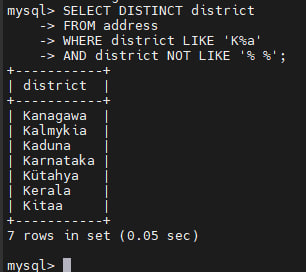 mysql> SELECT DISTINCT district
    -> FROM address
    -> WHERE district LIKE 'K%a'
    -> AND district NOT LIKE '% %';
+-----------+
| district  |
+-----------+
| Kanagawa  |
| Kalmykia  |
| Kaduna    |
| Karnataka |
| Kütahya   |
| Kerala    |
| Kitaa     |
+-----------+
7 rows in set (0.05 sec)
mysql>